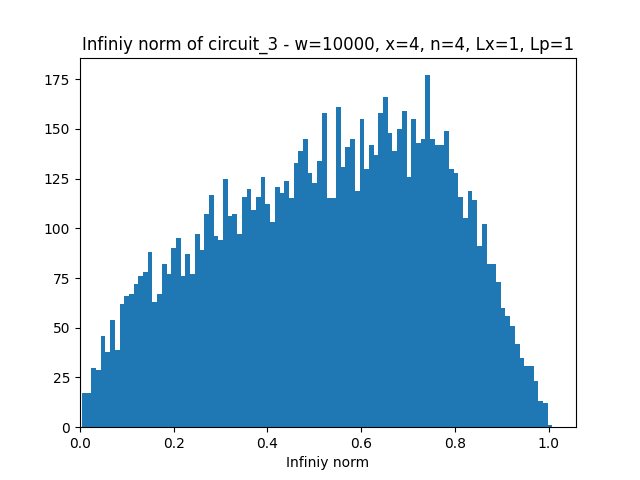 Infiniy norm of circuit_3 - w=10000, x=4, n=4, Lx=1, Lp=1
175
150
125
100
75
50
25
0
0.0 0.2 0.4 0.6 0.8 1.0
Infiniy norm